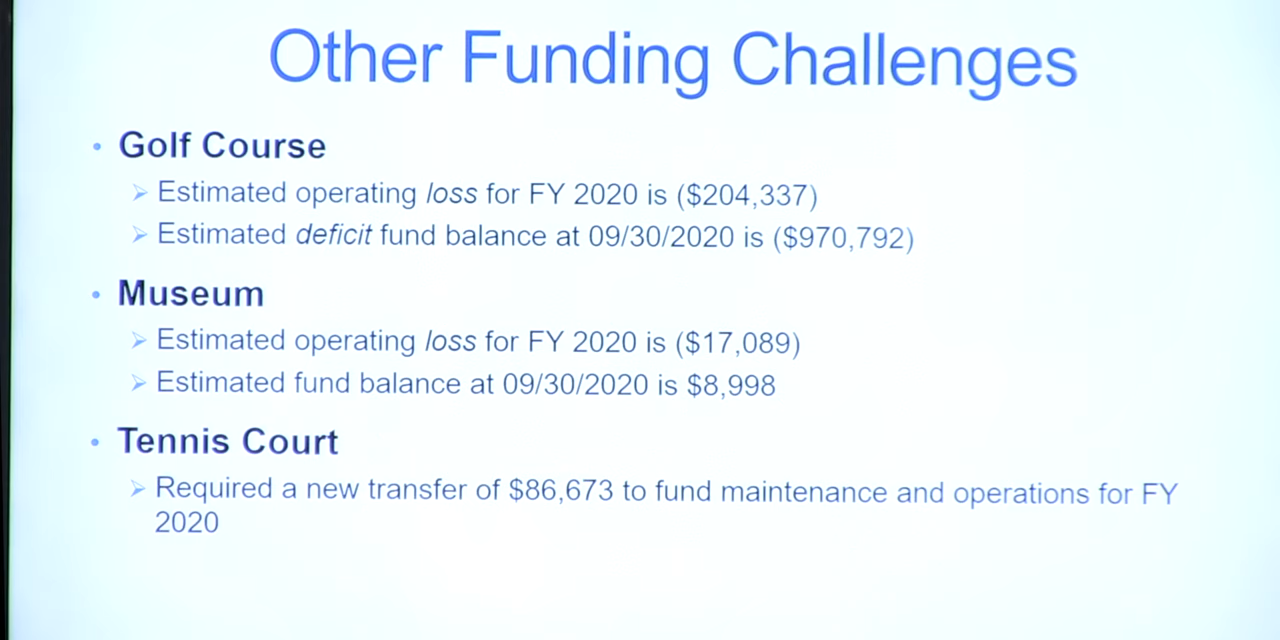 Other Funding Challenges
• Golf Course
➢ Estimated operating loss for FY 2020 is ($204,337)
➢ Estimated deficit fund balance at 09/30/2020 is ($970,792)
• Museum
➢ Estimated operating loss for FY 2020 is ($17,089)
➢ Estimated fund balance at 09/30/2020 is $8,998
• Tennis Court
➢ Required a new transfer of $86,673 to fund maintenance and operations for FY
2020